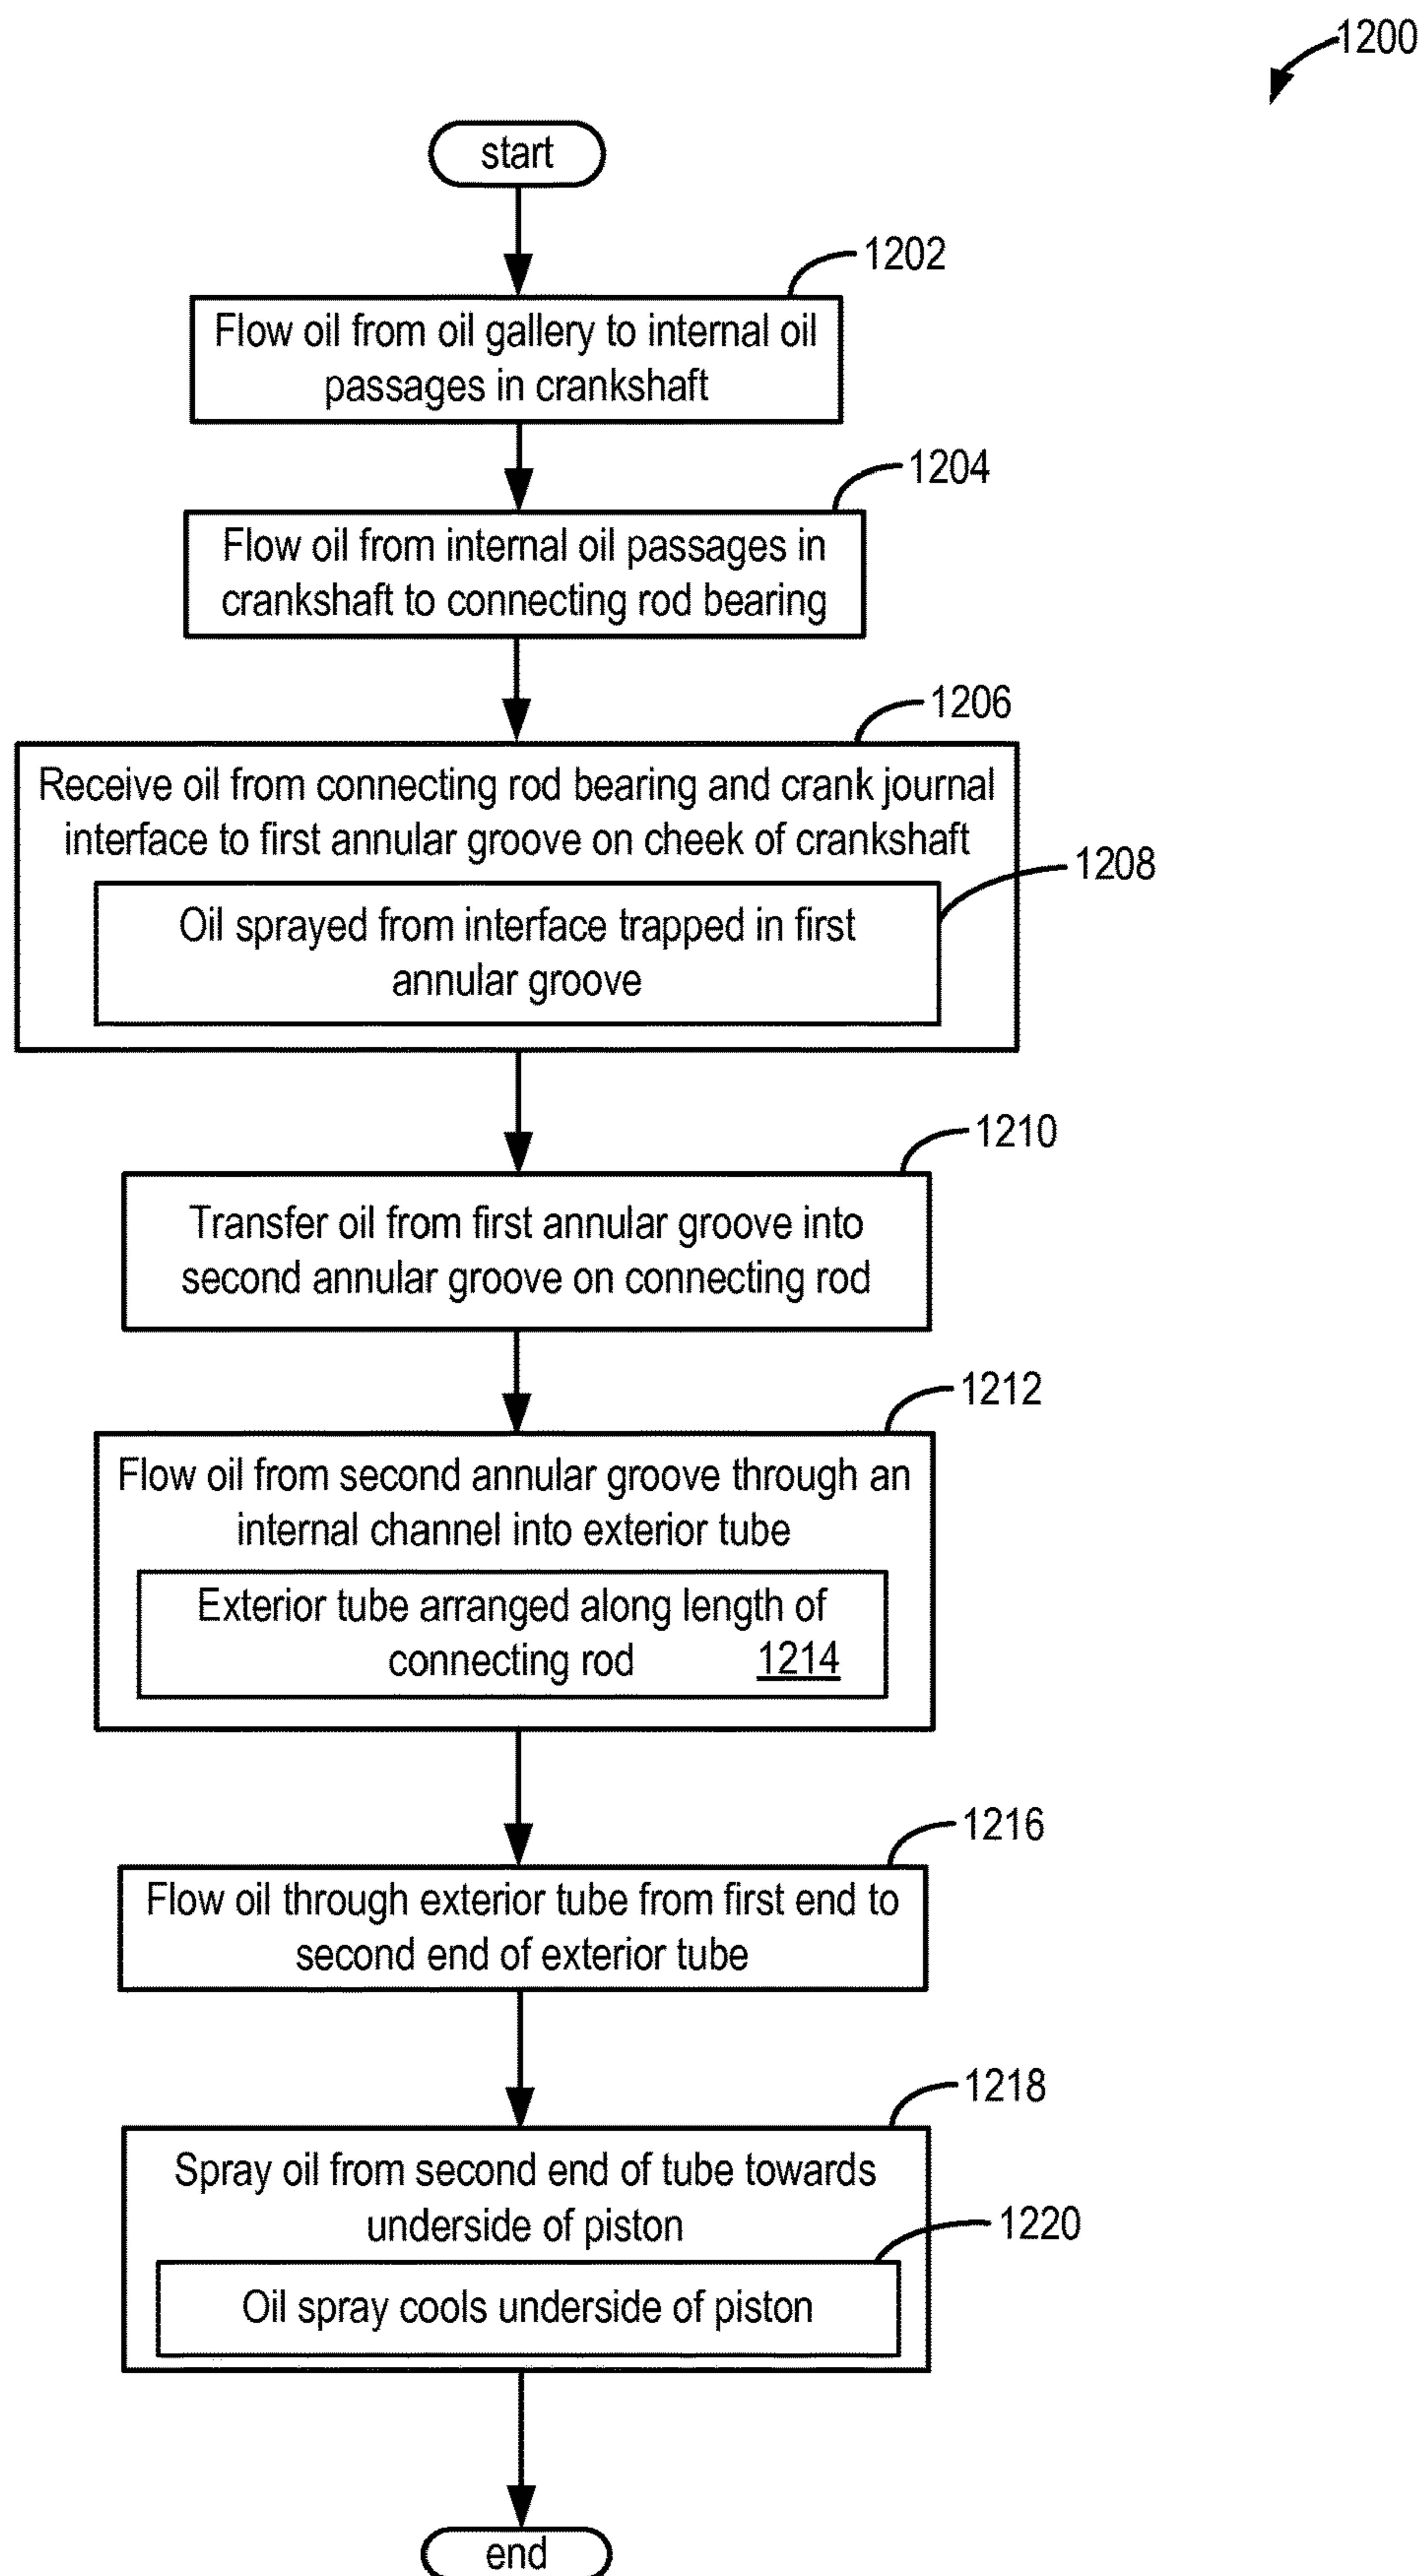 1200
start
1202
Flow oil from oil gallery to internal oil
passages in crankshaft
1204
Flow oil from internal oil passages in
crankshaft to connecting rod bearing
1206
Receive oil from connecting rod bearing and crank journal
interface to first annular groove on cheek of crankshaft
1208
Oil sprayed from interface trapped in first
annular groove
1210
Transfer oil from first annular groove into
second annular groove on connecting rod
1212
Flow oil from second annular groove through an
internal channel into exterior tube
Exterior tube arranged along length of
connecting rod 1214
1216
Flow oil through exterior tube from first end to
second end of exterior tube
1218
Spray oil from second end of tube towards
underside of piston
1220
Oil spray cools underside of piston
end